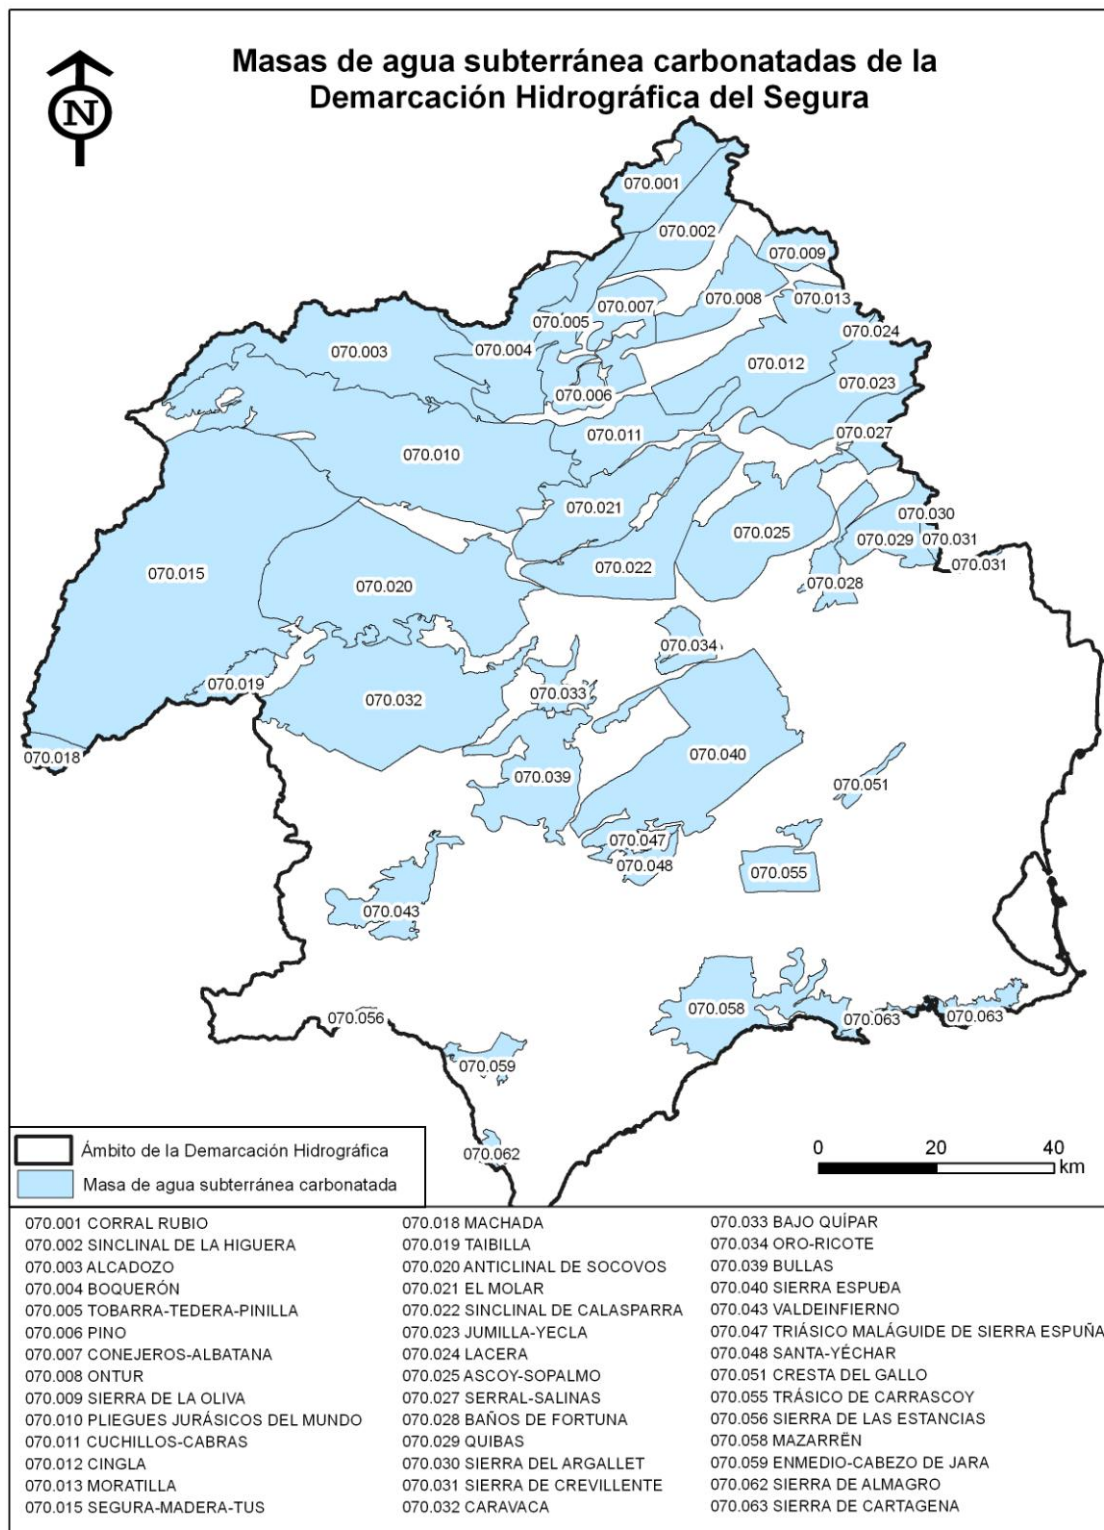 Masas de agua subterránea carbonatadas de la
Demarcación Hidrográfica del Segura
N
070.001
070.002
070.009
070.007
070.008
070.013
070.005
070.024
070.003
070.004
070.012
070.023
070.006
070.011
070.027
070.010
070.021
070.030
070.025
070.029
070.031
070.031
070.015
070.022
070.020
070.028
070.034
070.019
070.033
070.032
070.018
070.040
070.039
070.051
070.047
070.048
070.055
070.043
070.058
070.056
070.063
070.063
070.059
070.062
Ámbito de la Demarcación Hidrográfica
Masa de agua subterránea carbonatada
0 20 40
km
070.001 CORRAL RUBIO
070.002 SINCLINAL DE LA HIGUERA
070.003 ALCADOZO
070.004 BOQUERÓN
070.005 TOBARRA-TEDERA-PINILLA
070.006 PINO
070.007 CONEJEROS-ALBATANA
070.008 ONTUR
070.009 SIERRA DE LA OLIVA
070.010 PLIEGUES JURÁSICOS DEL MUNDO
070.011 CUCHILLOS-CABRAS
070.012 CINGLA
070.013 MORATILLA
070.015 SEGURA-MADERA-TUS
070.018 MACHADA
070.019 TAIBILLA
070.020 ANTICLINAL DE SOCOVOS
070.021 EL MOLAR
070.022 SINCLINAL DE CALASPARRA
070.023 JUMILLA-YECLA
070.024 LACERA
070.025 ASCOY-SOPALMO
070.027 SERRAL-SALINAS
070.028 BAÑOS DE FORTUNA
070.029 QUIBAS
070.030 SIERRA DEL ARGALLET
070.031 SIERRA DE CREVILLENTE
070.032 CARAVACA
070.033 BAJO QUÍPAR
070.034 ORO-RICOTE
070.039 BULLAS
070.040 SIERRA ESPUÐA
070.043 VALDEINFIERNO
070.047 TRIÁSICO MALÁGUIDE DE SIERRA ESPUÑA
070.048 SANTA-YÉCHAR
070.051 CRESTA DEL GALLO
070.055 TRÁSICO DE CARRASCOY
070.056 SIERRA DE LAS ESTANCIAS
070.058 MAZARRËN
070.059 ENMEDIO-CABEZO DE JARA
070.062 SIERRA DE ALMAGRO
070.063 SIERRA DE CARTAGENA